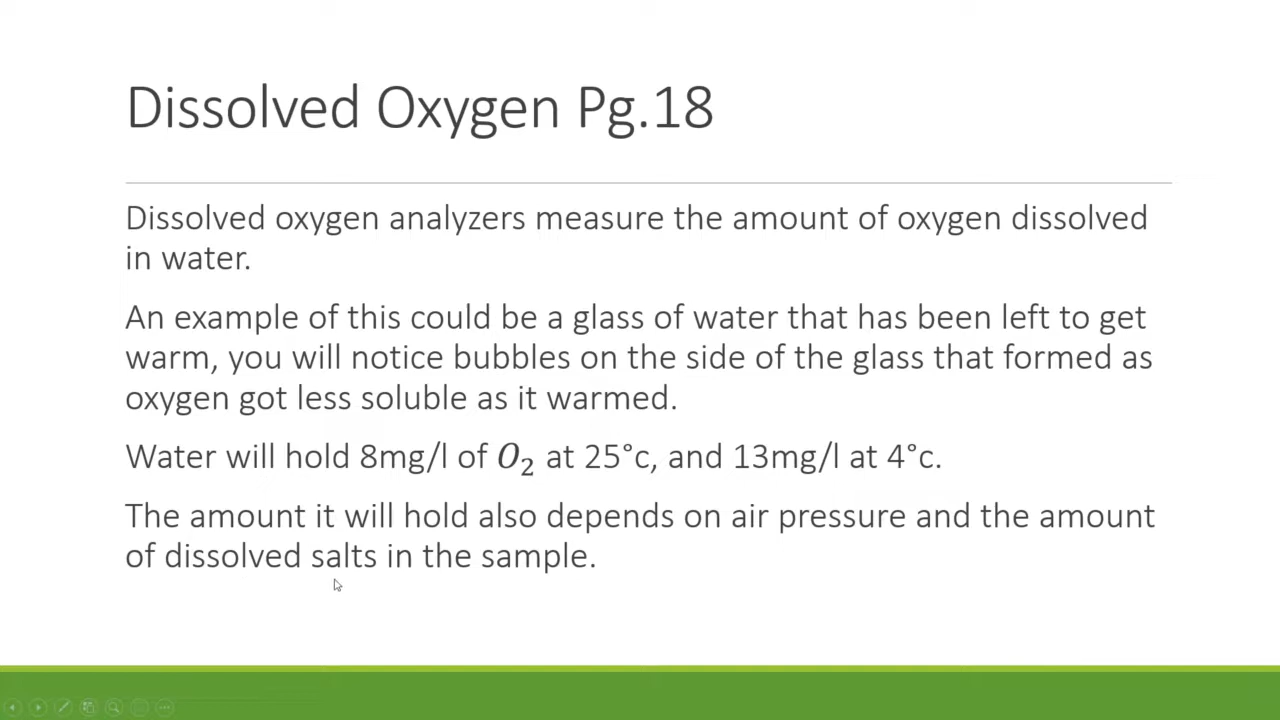 Dissolved Oxygen Pg.18
Dissolved oxygen analyzers measure the amount of oxygen dissolved
in water.
An example of this could be a glass of water that has been left to get
warm, you will notice bubbles on the side of the glass that formed as
oxygen got less soluble as it warmed.
Water will hold 8mg/l of O₂ at 25°c, and 13mg/l at 4°c.
The amount it will hold also depends on air pressure and the amount
of dissolved salts in the sample.